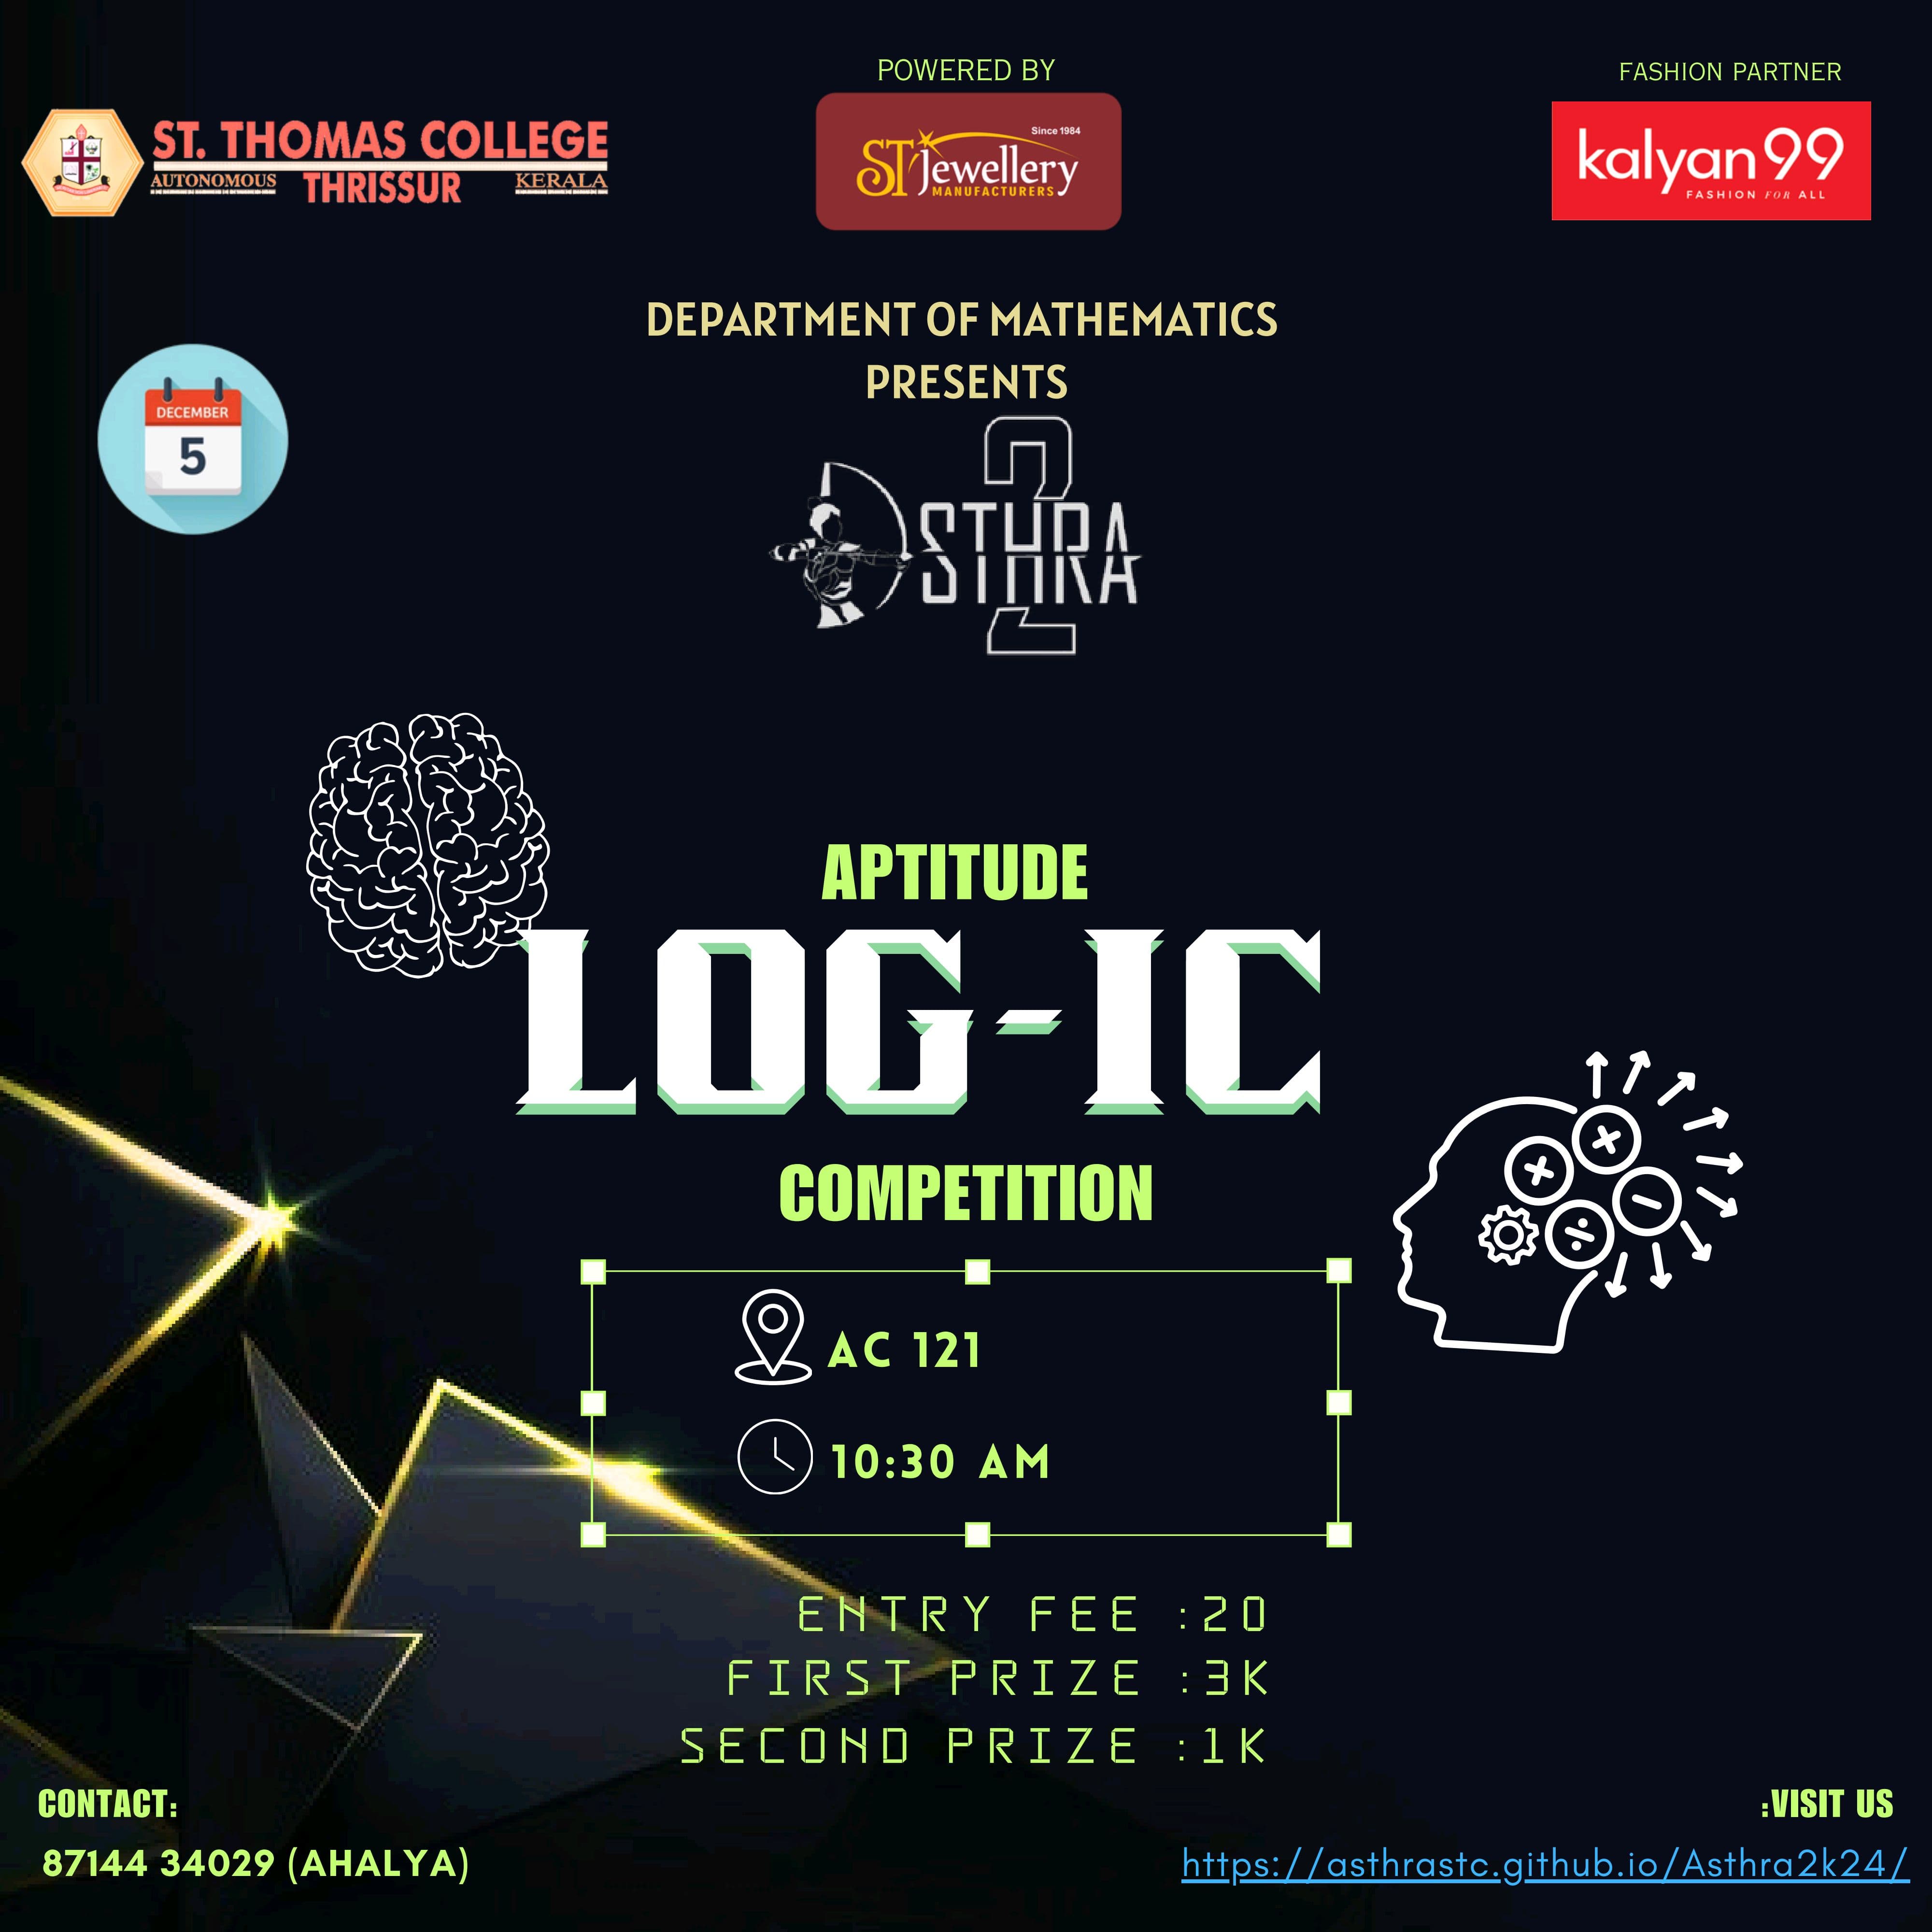 POWERED BY
FASHION PARTNER
ST. THOMAS COLLEGE
AUTONOMOUS THRISSUR KERALA
Since 1984
ST Jewellery
MANUFACTURERS
kalyan99
FASHION FOR ALL
DEPARTMENT OF MATHEMATICS
PRESENTS
DECEMBER
5
2
STHRA
APTITUDE
LOG-IC
COMPETITION
AC 121
10:30 AM
ENTRY FEE :20
FIRST PRIZE :3K
SECOND PRIZE :1K
CONTACT:
87144 34029 (AHALYA)
:VISIT US
https://asthrastc.github.io/Asthra2k24/